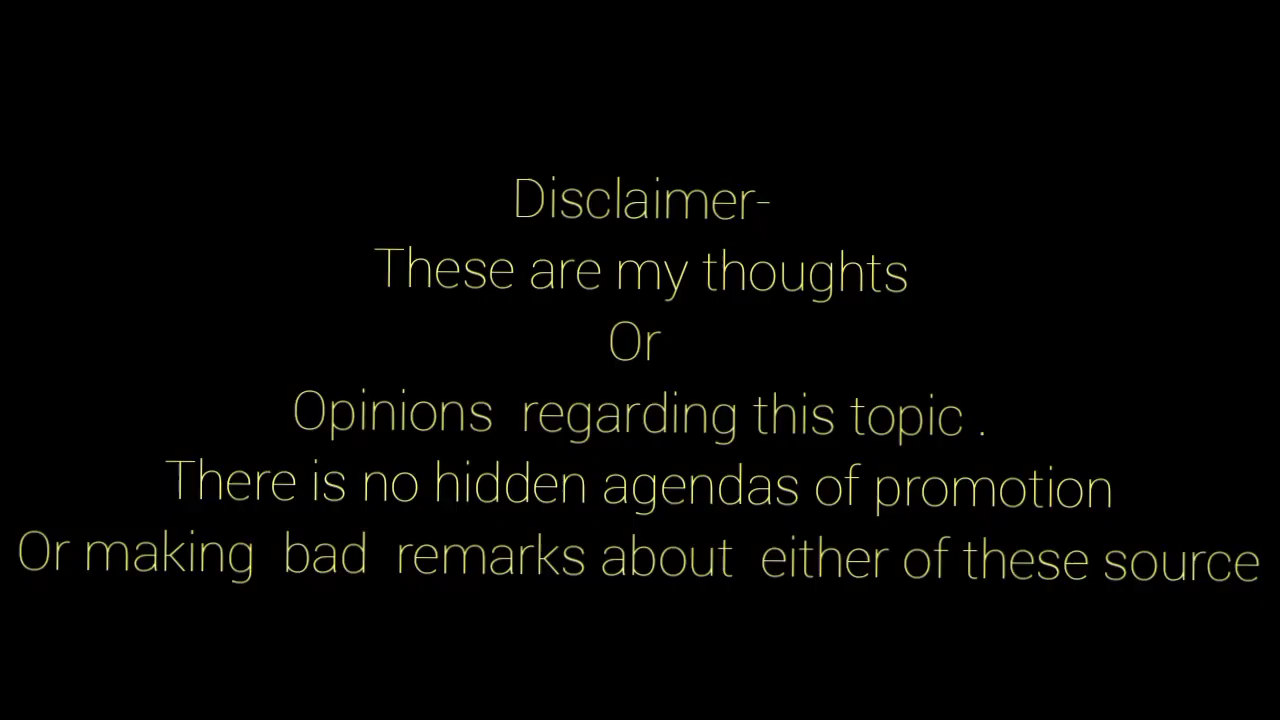 Disclaimer-
These are my thoughts
Or
Opinions  regarding this topic .
There is no hidden agendas of promotion
Or making  bad  remarks about  either of these source